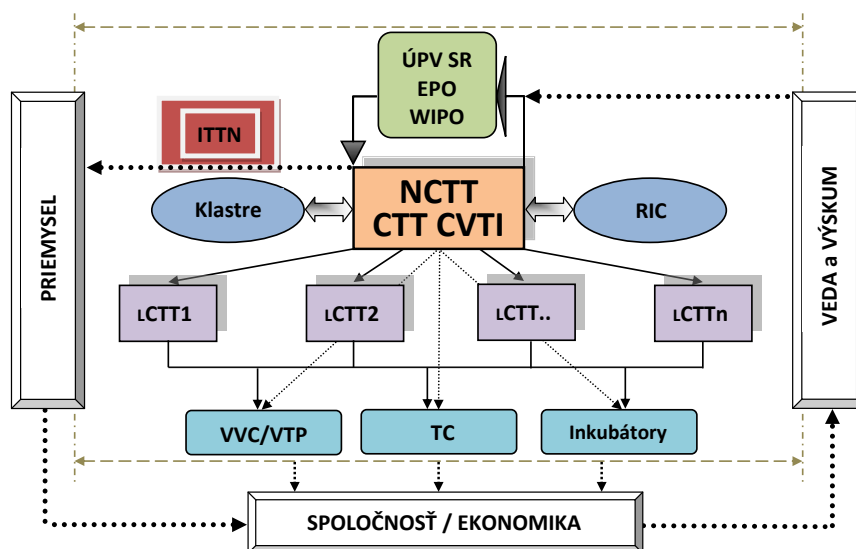 ÚPV SR
EPO
WIPO
ITTN
PRIEMYSEL
VEDA a VÝSKUM
NCTT
CTT CVTI
Klastre
RIC
LCTT1
LCTT2
LCTT..
LCTTn
VVC/VTP
TC
Inkubátory
SPOLOČNOSŤ / EKONOMIKA